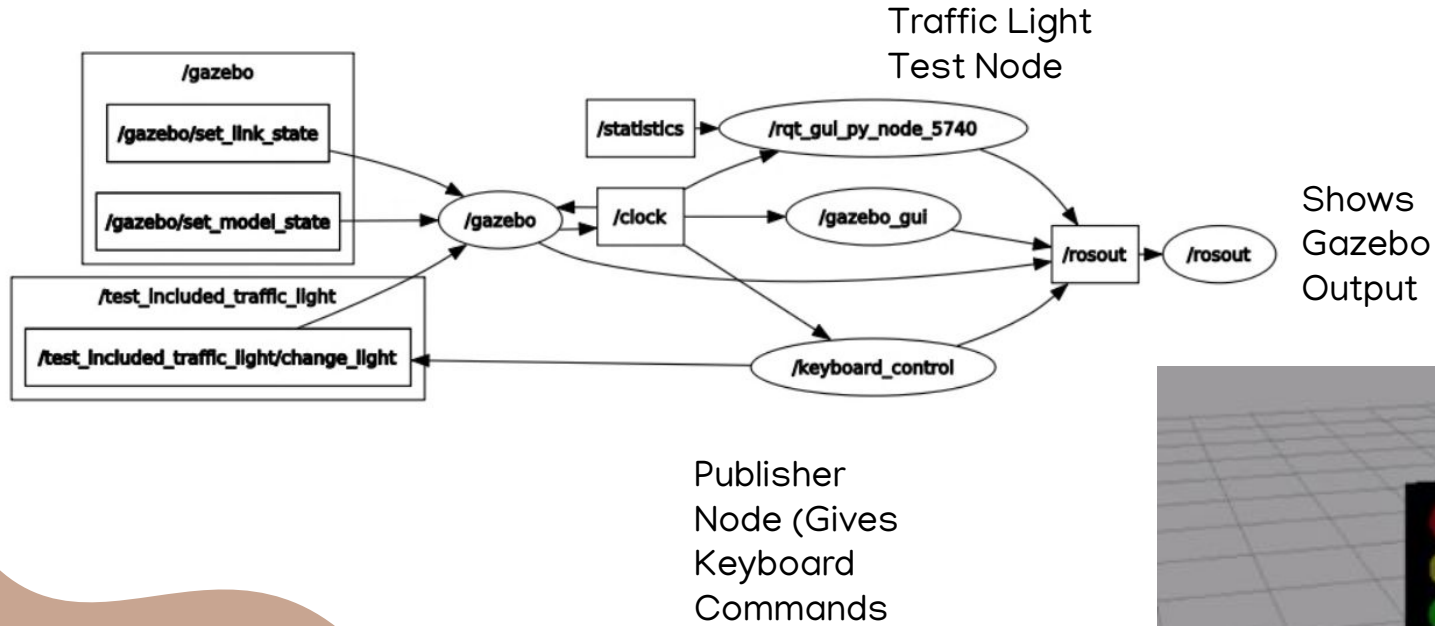 Traffic Light
Test Node
/gazebo
/gazebo/set_link_state
/gazebo/set_model_state
/test_included_traffic_light
/test_included_traffic_light/change_light
/gazebo
/statistics
/clock
/rqt_gui_py_node_5740
/gazebo_gui
/keyboard_control
/rosout
/rosout
Shows
Gazebo
Output
Publisher
Node (Gives
Keyboard
Commands